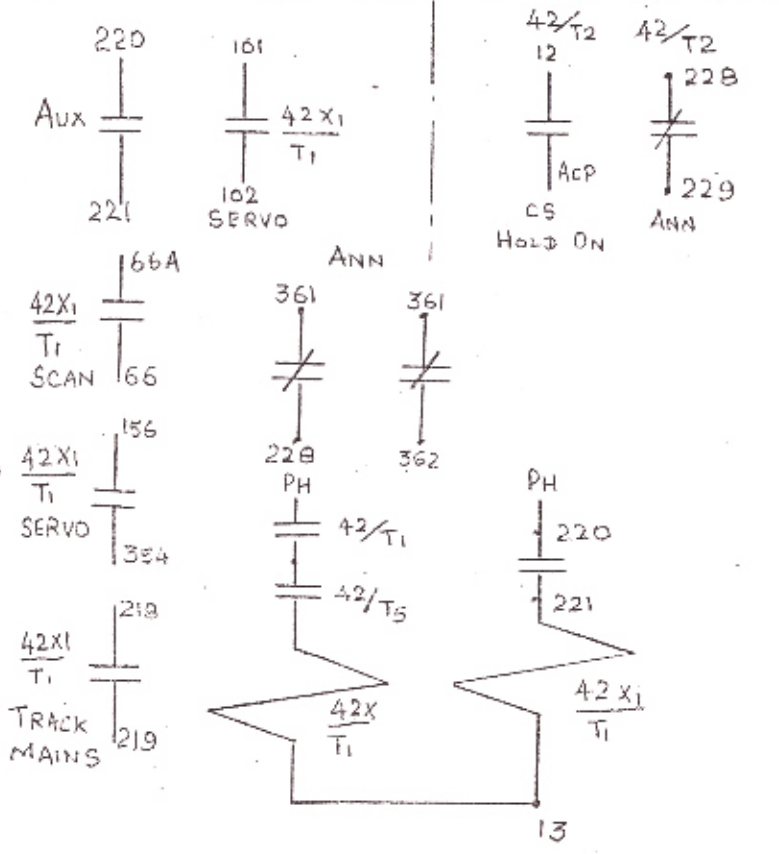 220
AUX
221
101
42X1
T1
102
SERVO
42/T2
12
ACP
CS
HOLD ON
42/T2
228
229
ANN
66A
42X1
T1
SCAN
66
ANN
361
228
361
362
156
42X1
T1
SERVO
354
218
42X1
T1
TRACK
MAINS
219
PH
42/T1
42/T5
42X
T1
PH
220
221
42X1
T1
13